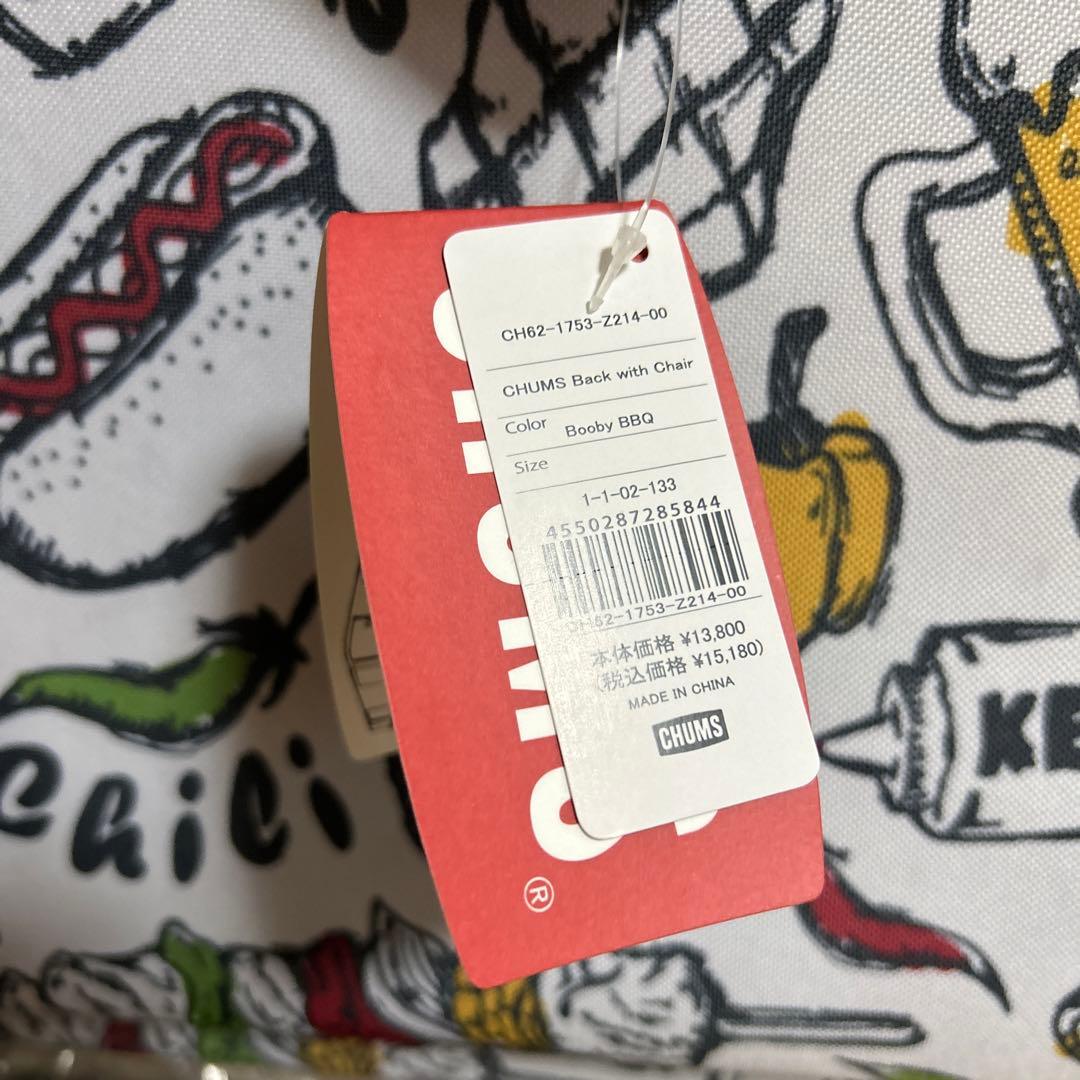 CH62-1753-Z214-00
CHUMS Back with Chair
Color Booby BBQ
Size
1-1-02-133
4550287285844
CH62-1753-Z214-00
本体価格 ¥13,800
(税込価格 ¥15,180)
MADE IN CHINA
CHUMS
®
Chili
KE